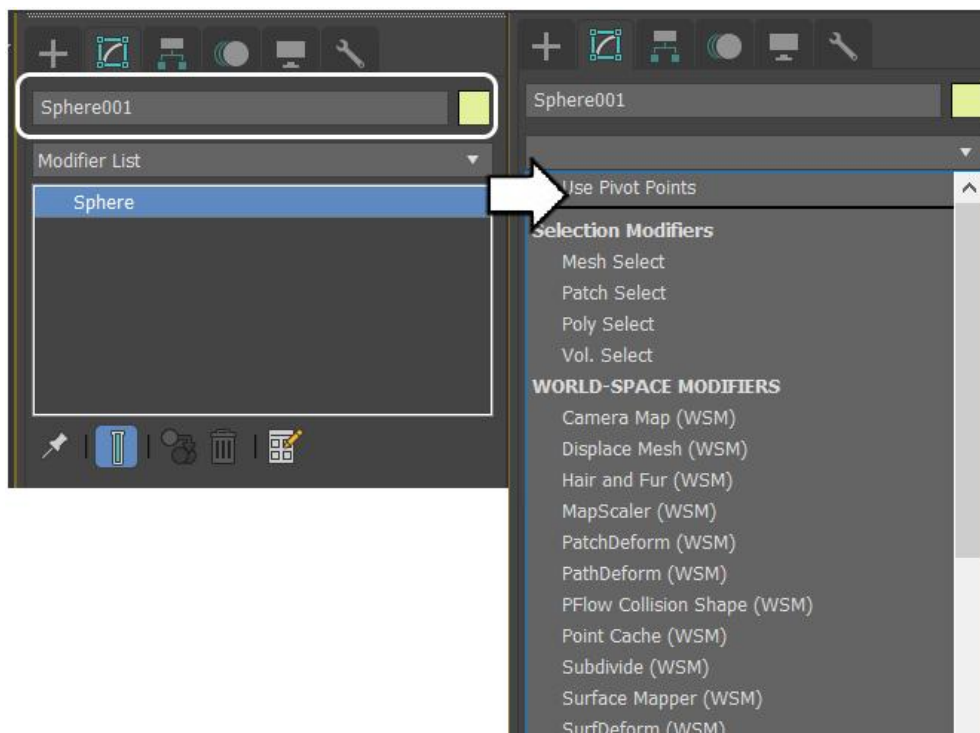 Sphere001
Modifier List
Sphere
Sphere001
Use Pivot Points
Selection Modifiers
Mesh Select
Patch Select
Poly Select
Vol. Select
WORLD-SPACE MODIFIERS
Camera Map (WSM)
Displace Mesh (WSM)
Hair and Fur (WSM)
MapScaler (WSM)
PatchDeform (WSM)
PathDeform (WSM)
PFlow Collision Shape (WSM)
Point Cache (WSM)
Subdivide (WSM)
Surface Mapper (WSM)
SurfDeform (WSM)